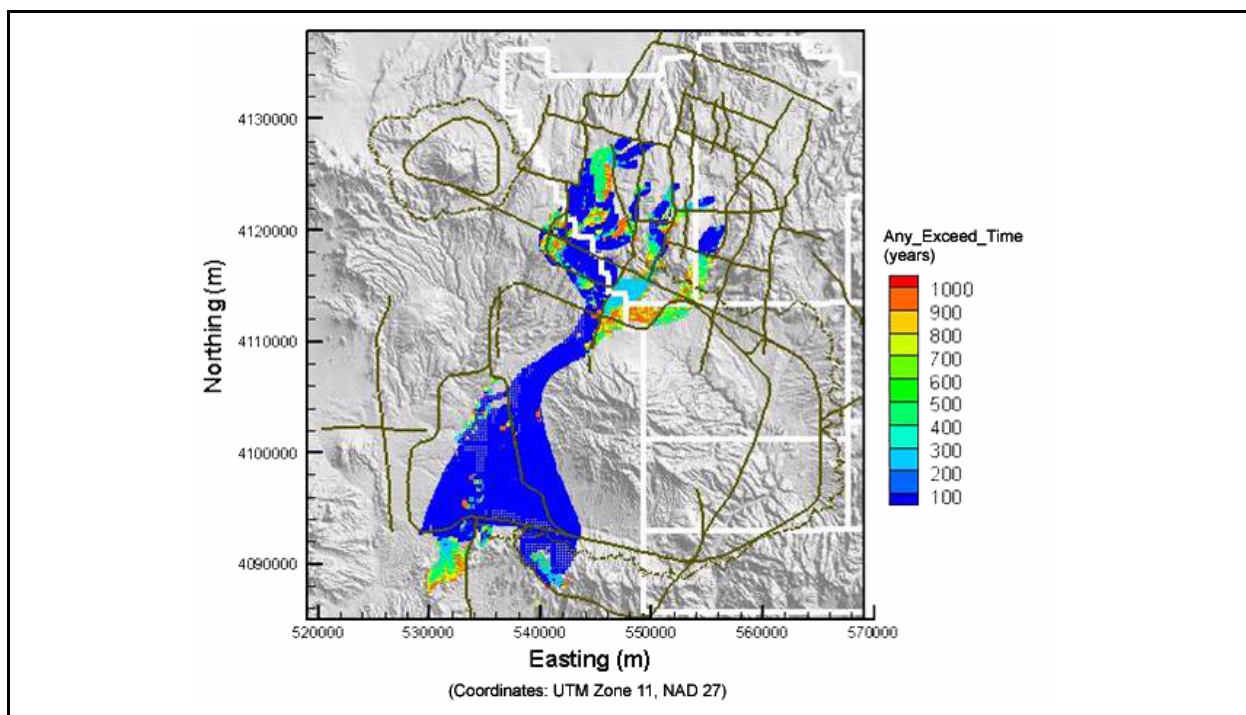 4130000
4120000
4110000
4100000
4090000
Northing (m)
520000 530000 540000 550000 560000 570000
Easting (m)
(Coordinates: UTM Zone 11, NAD 27)
Any_Exceed_Time
(years)
1000
900
800
700
600
500
400
300
200
100